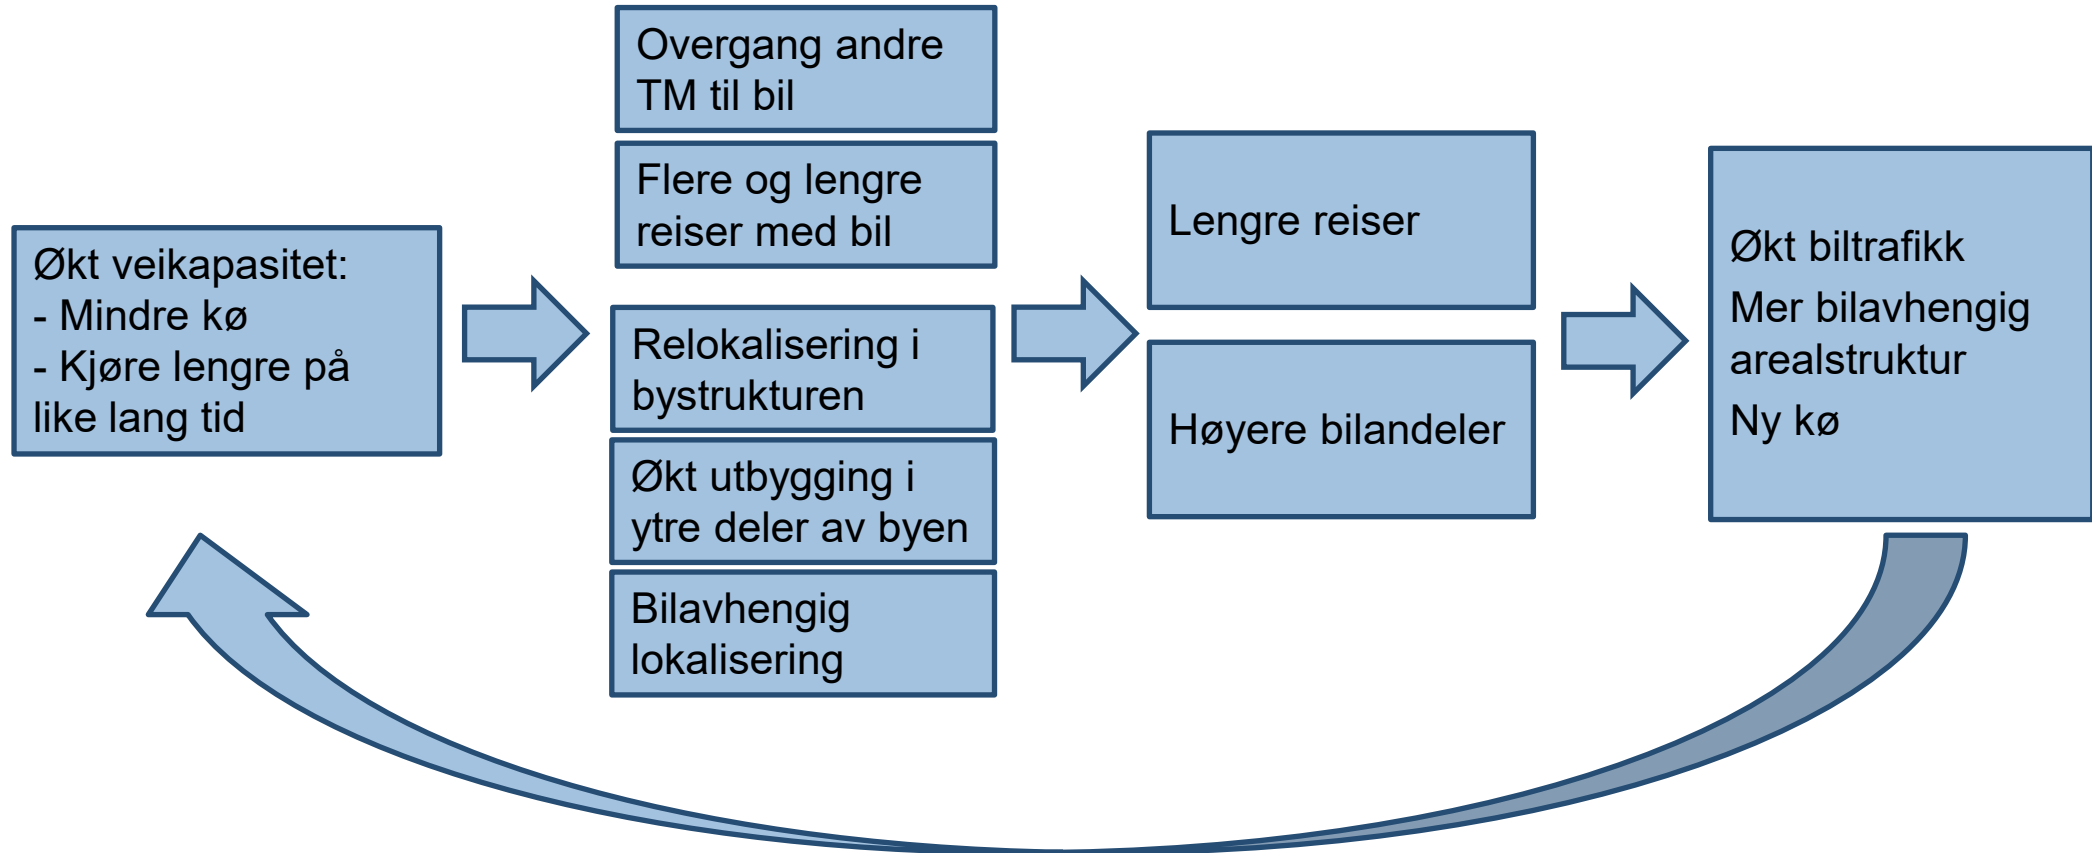 Økt veikapasitet:
- Mindre kø
- Kjøre lengre på
like lang tid
Overgang andre
TM til bil
Flere og lengre
reiser med bil
Relokalisering i
bystrukturen
Økt utbygging i
ytre deler av byen
Bilavhengig
lokalisering
Lengre reiser
Høyere bilandeler
Økt biltrafikk
Mer bilavhengig
arealstruktur
Ny kø